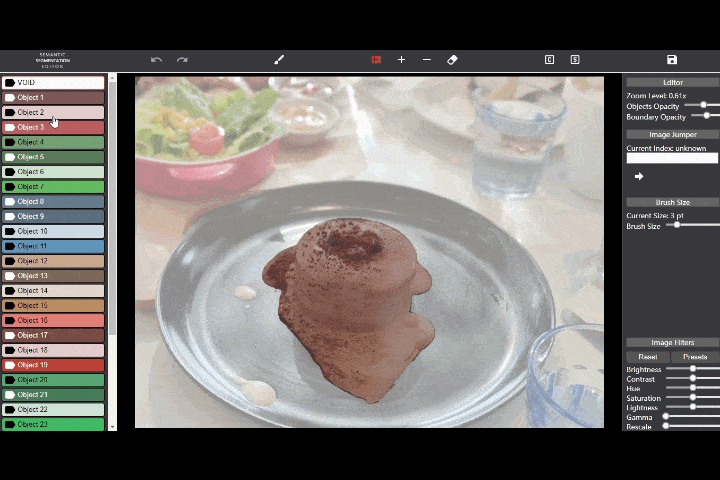 SEMANTIC
SEGMENTATION
EDITOR
C
S
VOID
Object 1
Object 2
Object 3
Object 4
Object 5
Object 6
Object 7
Object 8
Object 9
Object 10
Object 11
Object 12
Object 13
Object 14
Object 15
Object 16
Object 17
Object 18
Object 19
Object 20
Object 21
Object 22
Object 23
Editor
Zoom Level: 0.61x
Objects Opacity
Boundary Opacity
Image Jumper
Current Index: unknown
Brush Size
Current Size: 3 pt
Brush Size
Image Filters
Reset Presets
Brightness
Contrast
Hue
Saturation
Lightness
Gamma
Rescale